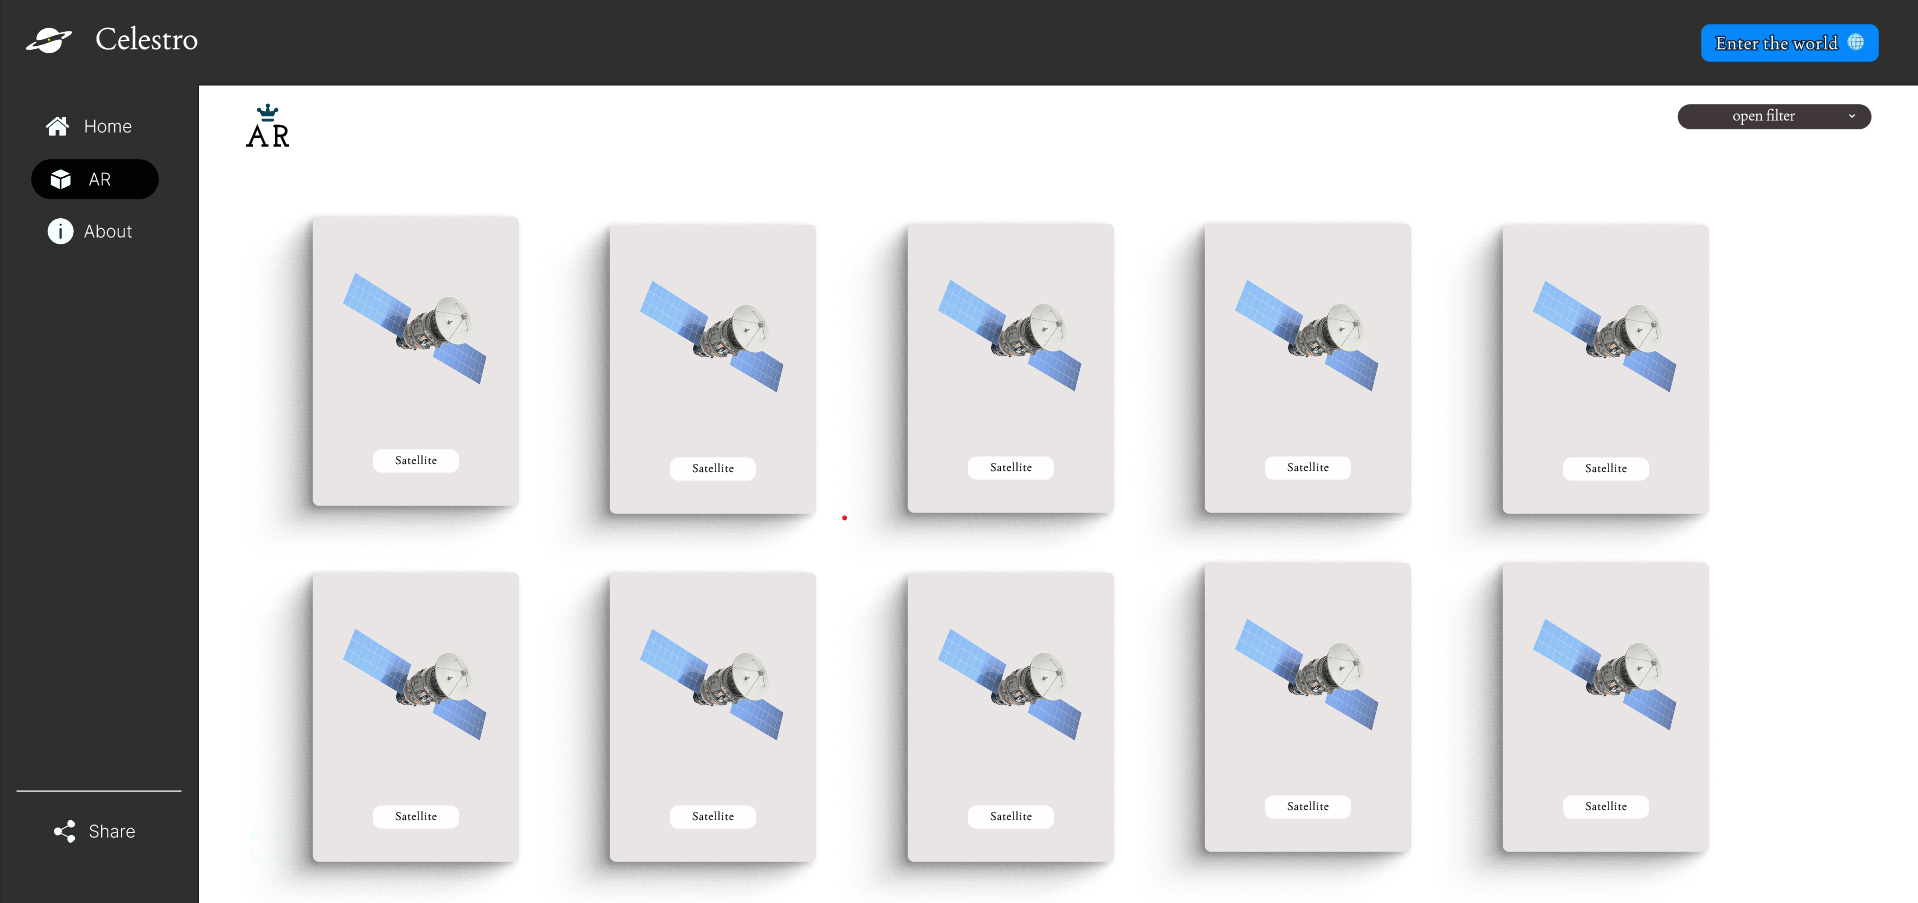 Celestro
Enter the world
Home
AR
About
Share
AR
open filter
Satellite
Satellite
Satellite
Satellite
Satellite
Satellite
Satellite
Satellite
Satellite
Satellite